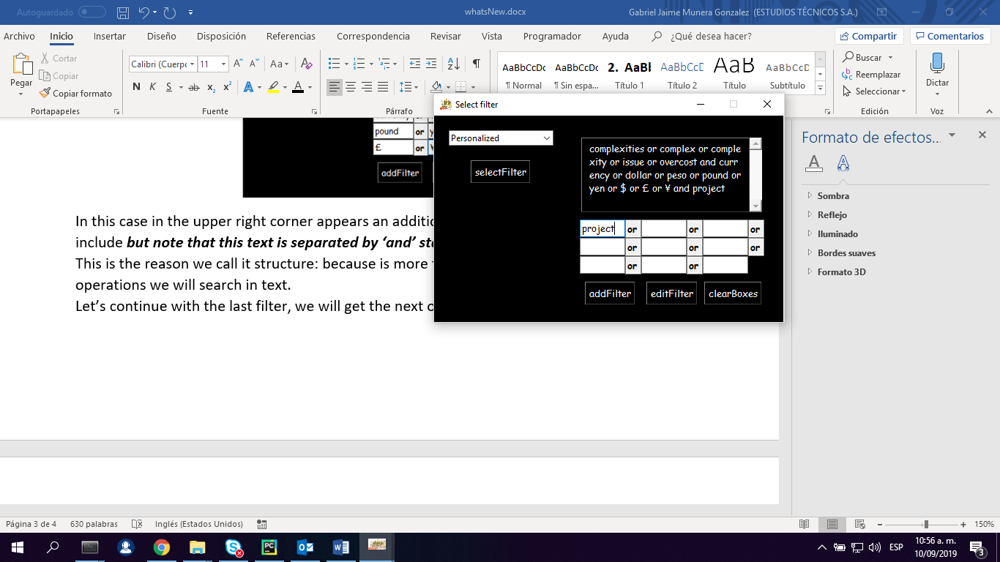 Autoguardado
whatsNew.docx
Gabriel Jaime Munera Gonzalez (ESTUDIOS TÉCNICOS S.A.)
Archivo Inicio Insertar Diseño Disposición Referencias Correspondencia Revisar Vista Programador Ayuda ¿Qué desea hacer? Compartir Comentarios
Pegar
Cortar
Copiar
Copiar formato
Portapapeles
Calibri (Cuerpo 11 Aa
N K S ab x2 x2 A A
Fuente
Párrafo
AaBbCcDc AaBbCcDc 2. AaBl AaBbCcD AaB AaBbCcD
¶ Normal ¶ Sin espa... Título 1 Título 2 Título Subtítulo
Buscar
Reemplazar
Seleccionar
Edición
Dictar
Voz
pound or
£ or ¥
addFilter
In this case in the upper right corner appears an additio
include but note that this text is separated by ‘and’ sta
This is the reason we call it structure: because is more
operations we will search in text.
Let’s continue with the last filter, we will get the next o
Select filter
Personalized
selectFilter
complexities or complex or comple
xity or issue or overcost and curr
ency or dollar or peso or pound or
yen or $ or £ or ¥ and project
project or or or
or or or
or or
addFilter editFilter clearBoxes
Formato de efectos...
A A
Sombra
Reflejo
Iluminado
Bordes suaves
Formato 3D
Página 3 de 4 630 palabras Inglés (Estados Unidos) 150%
ESP
10:56 a. m.
10/09/2019
3